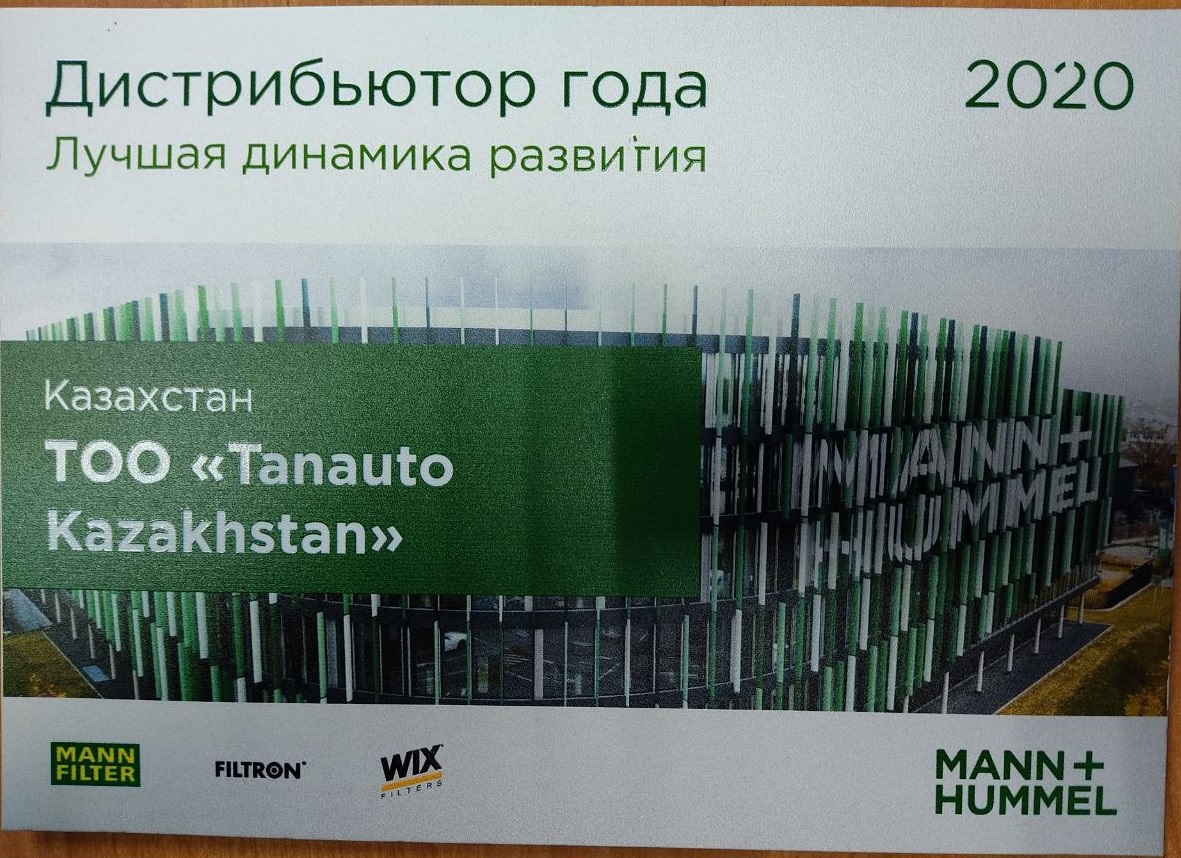 Дистрибьютор года
2020
Лучшая динамика развития
Казахстан
ТОО «Tanauto
Kazakhstan»
MANN+
HUMMEL
MANN
FILTER
FILTRON
WIX
FILTERS
MANN+
HUMMEL